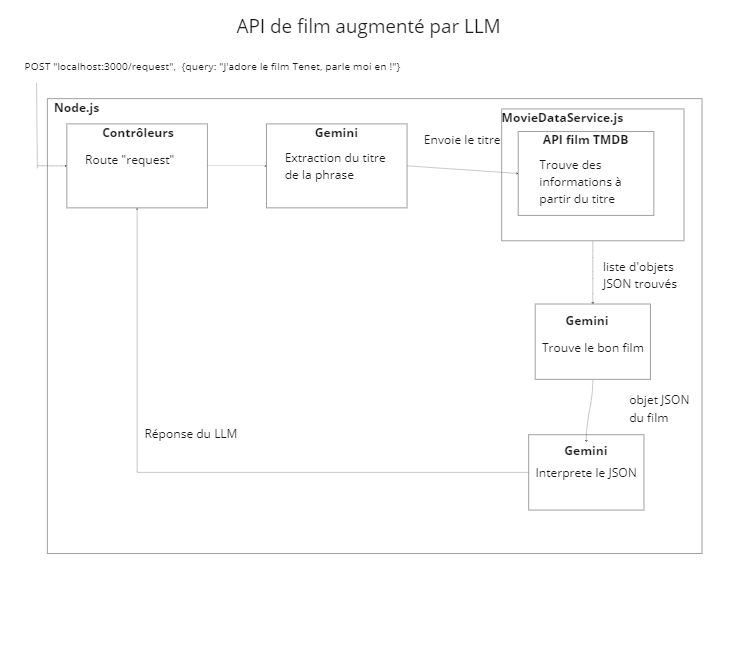 API de film augmenté par LLM
POST "localhost:3000/request", {query: "J'adore le film Tenet, parle moi en !"}
Node.js
Contrôleurs
Route "request"
Gemini
Extraction du titre
de la phrase
Envoie le titre
MovieDataService.js
API film TMDB
Trouve des
informations à
partir du titre
liste d'objets
JSON trouvés
Gemini
Trouve le bon film
objet JSON
du film
Gemini
Interprete le JSON
Réponse du LLM